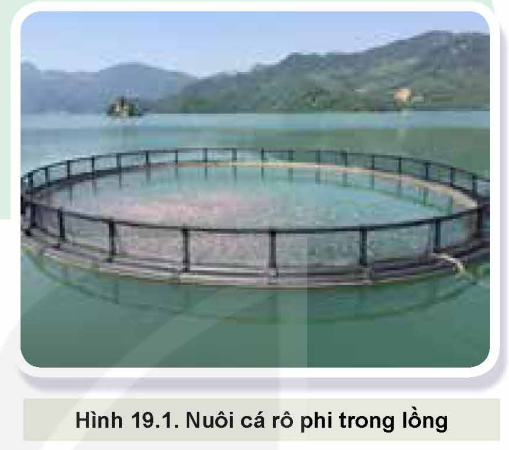 Hình 19.1. Nuôi cá rô phi trong lồng